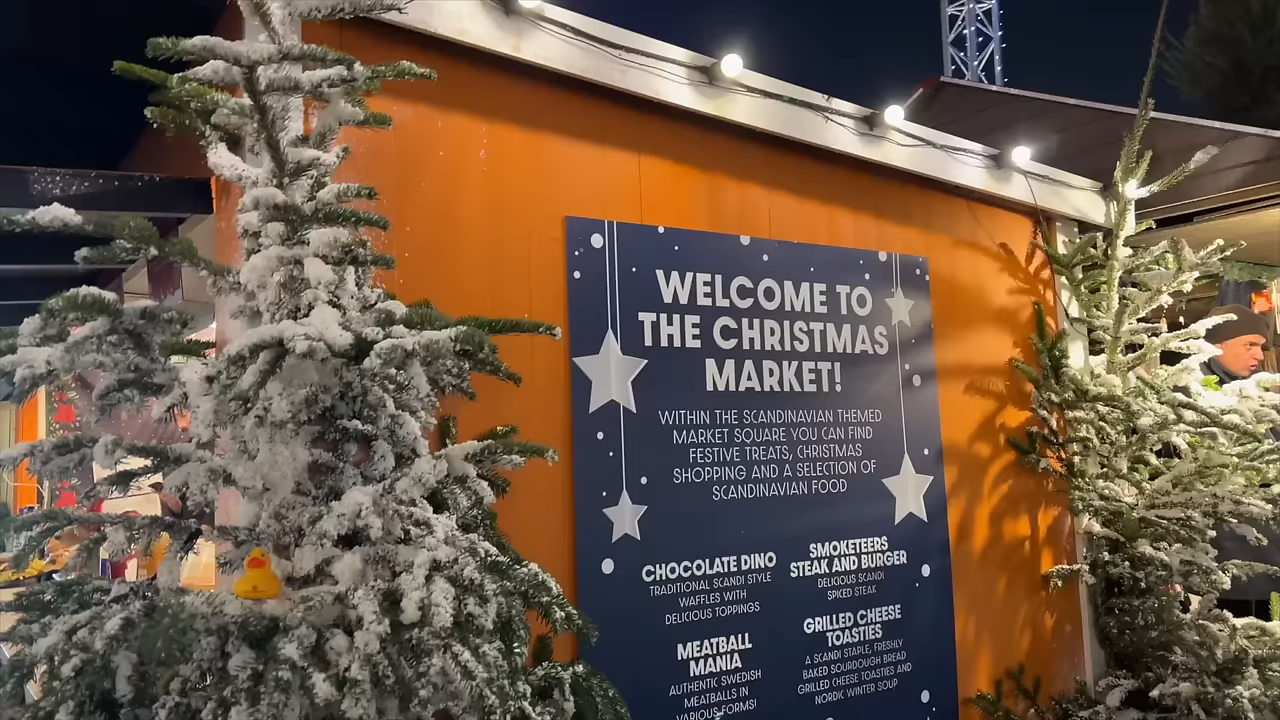 WELCOME TO
THE CHRISTMAS
MARKET!
WITHIN THE SCANDINAVIAN THEMED
MARKET SQUARE YOU CAN FIND
FESTIVE TREATS, CHRISTMAS
SHOPPING AND A SELECTION OF
SCANDINAVIAN FOOD
CHOCOLATE DINO
TRADITIONAL SCANDI STYLE
WAFFLES WITH
DELICIOUS TOPPINGS
MEATBALL
MANIA
AUTHENTIC SWEDISH
MEATBALLS IN
VARIOUS FORMS!
SMOKETEERS
STEAK AND BURGER
DELICIOUS SCANDI
SPICED STEAK
GRILLED CHEESE
TOASTIES
A SCANDI STAPLE, FRESHLY
BAKED SOURDOUGH BREAD
GRILLED CHEESE TOASTIES AND
NORDIC WINTER SOUP